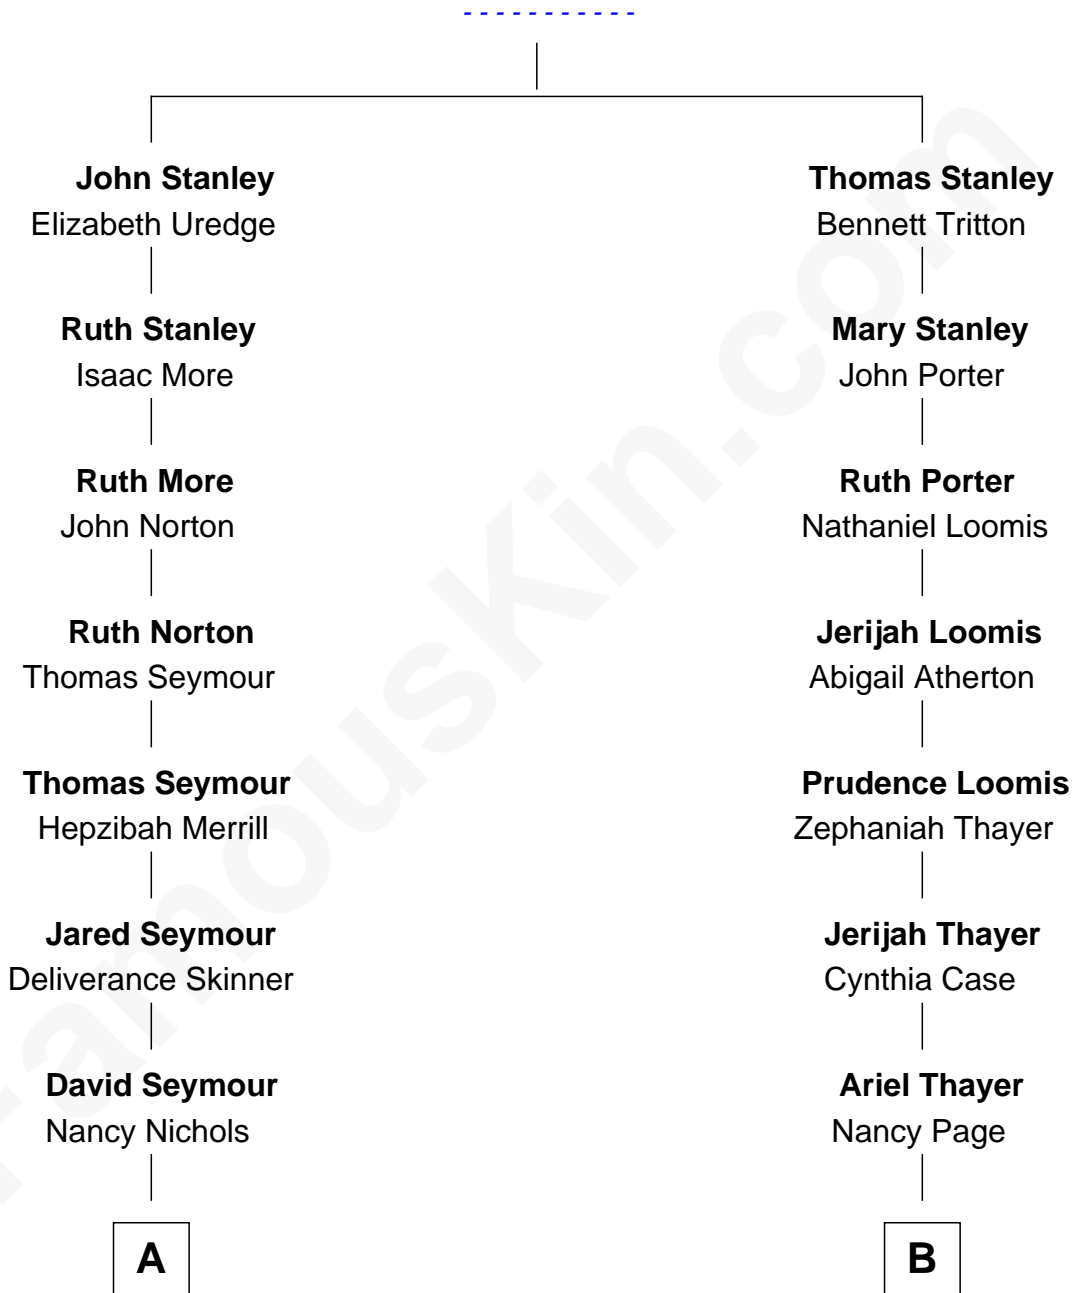 - - - - - - - - - - -
John Stanley
Elizabeth Uredge
Thomas Stanley
Bennett Tritton
Ruth Stanley
Isaac More
Mary Stanley
John Porter
Ruth More
John Norton
Ruth Porter
Nathaniel Loomis
Ruth Norton
Thomas Seymour
Jerijah Loomis
Abigail Atherton
Thomas Seymour
Hepzibah Merrill
Prudence Loomis
Zephaniah Thayer
Jared Seymour
Deliverance Skinner
Jerijah Thayer
Cynthia Case
David Seymour
Nancy Nichols
Ariel Thayer
Nancy Page
A
B
FamousKin.com